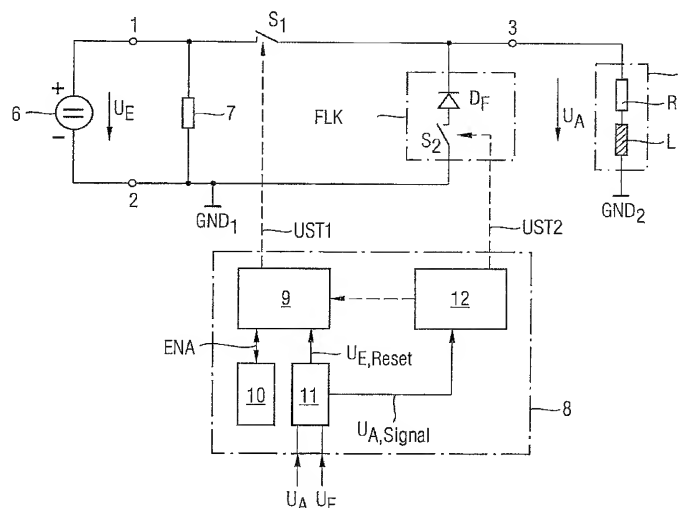 1
S1
3
+
6
UE
−
7
FLK
DF
S2
UA
R
L
2
GND1
GND2
UST1
UST2
9
12
ENA
UE,Reset
10
11
8
UA,Signal
UA UE